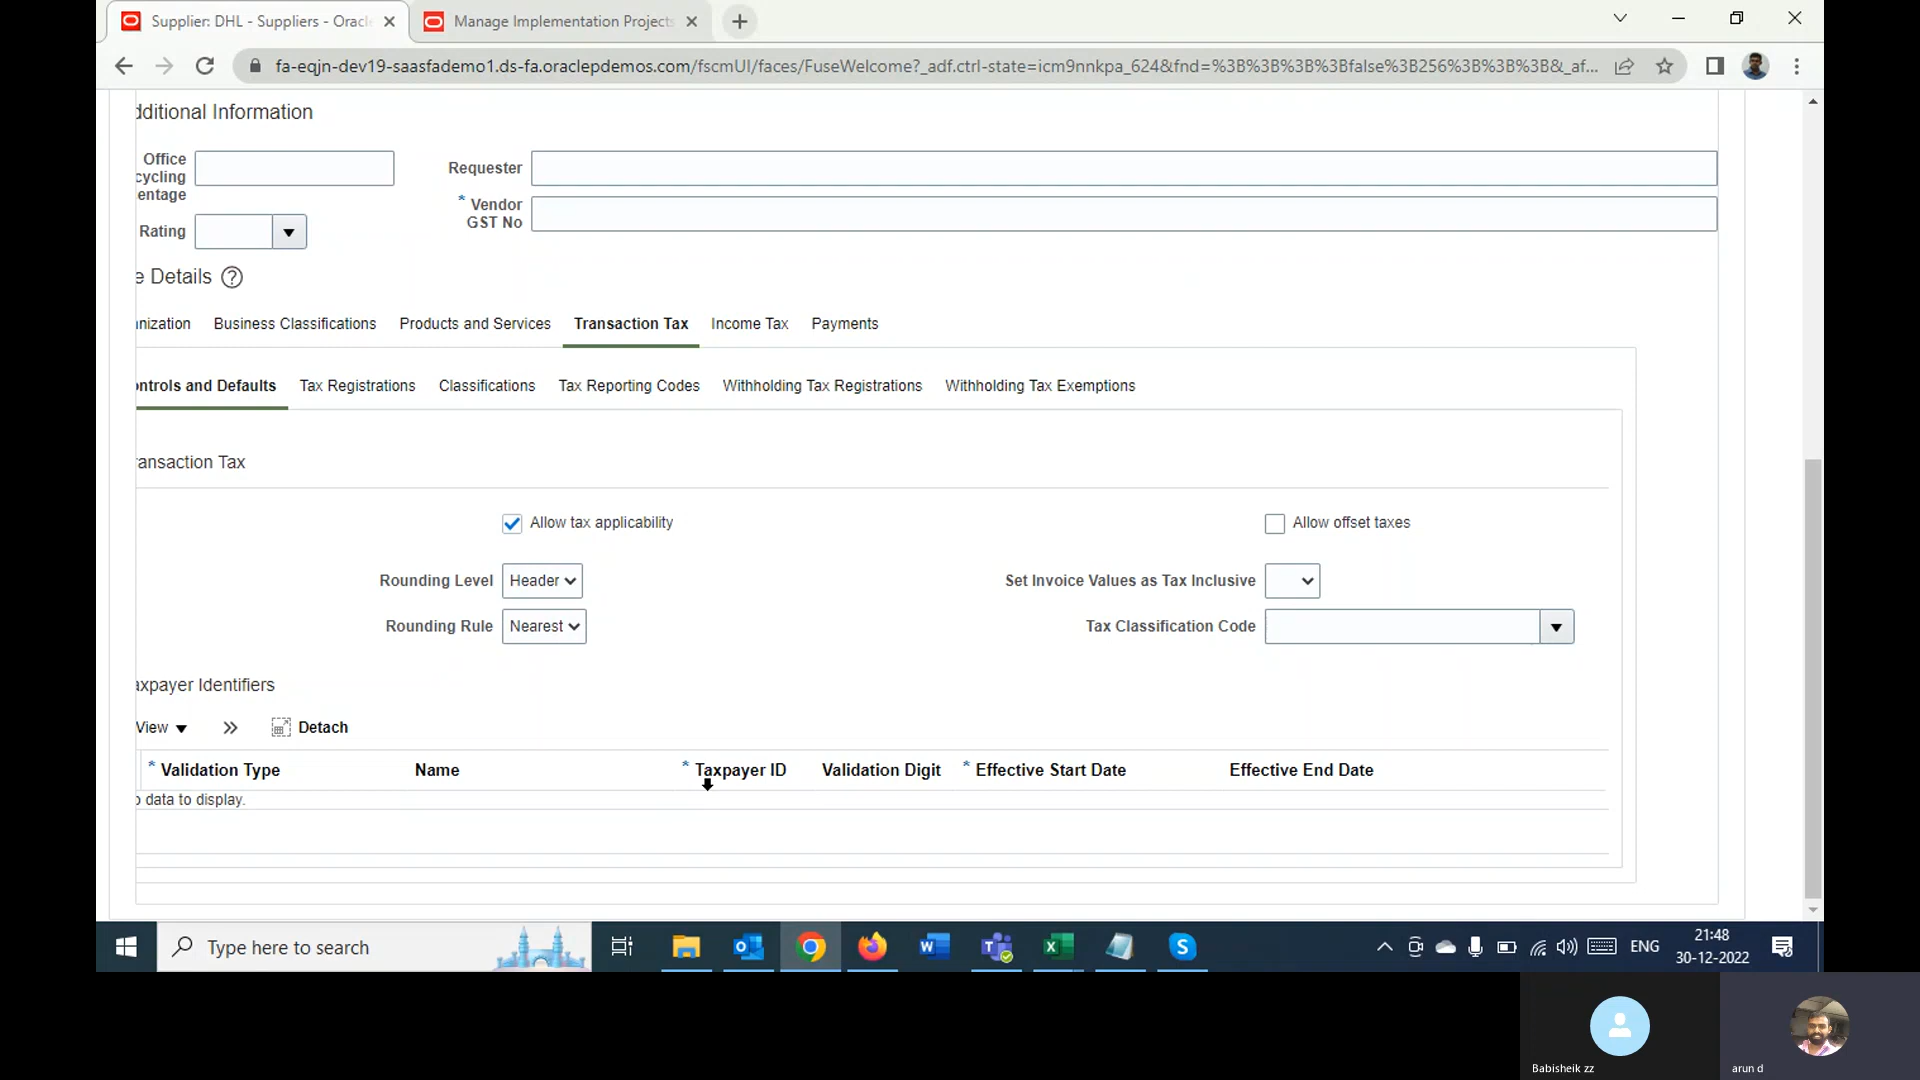 Supplier: DHL - Suppliers - Oracle
Manage Implementation Projects
fa-eqjn-dev19-saasfademo1.ds-fa.oraclepdemos.com/fscmUI/faces/FuseWelcome?_adf.ctrl-state=icm9nnkpa_624&fnd=%3B%3B%3B%3Bfalse%3B256%3B%3B%3B&_af...
dditional Information
Office
cycling
entage
Requester
* Vendor
GST No
Rating
e Details ?
nization Business Classifications Products and Services Transaction Tax Income Tax Payments
ontrols and Defaults Tax Registrations Classifications Tax Reporting Codes Withholding Tax Registrations Withholding Tax Exemptions
ansaction Tax
Allow tax applicability
Allow offset taxes
Rounding Level Header
Set Invoice Values as Tax Inclusive
Rounding Rule Nearest
Tax Classification Code
axpayer Identifiers
View Detach
* Validation Type Name * Taxpayer ID Validation Digit * Effective Start Date Effective End Date
o data to display.
Type here to search
ENG
21:48
30-12-2022
Babisheik zz
arun d